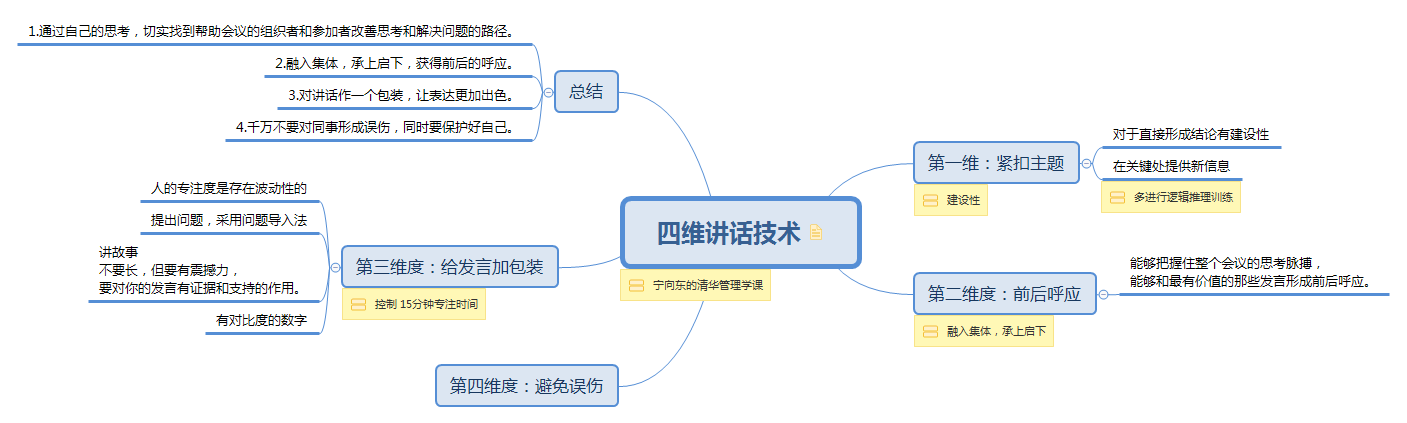 四维讲话技术
宁向东的清华管理学课
第一维：紧扣主题
建设性
对于直接形成结论有建设性
在关键处提供新信息
多进行逻辑推理训练
第二维度：前后呼应
融入集体，承上启下
能够把握住整个会议的思考脉搏，
能够和最有价值的那些发言形成前后呼应。
第三维度：给发言加包装
控制 15分钟专注时间
人的专注度是存在波动性的
提出问题，采用问题导入法
讲故事
不要长，但要有震撼力，
要对你的发言有证据和支持的作用。
有对比度的数字
第四维度：避免误伤
总结
1.通过自己的思考，切实找到帮助会议的组织者和参加者改善思考和解决问题的路径。
2.融入集体，承上启下，获得前后的呼应。
3.对讲话作一个包装，让表达更加出色。
4.千万不要对同事形成误伤，同时要保护好自己。